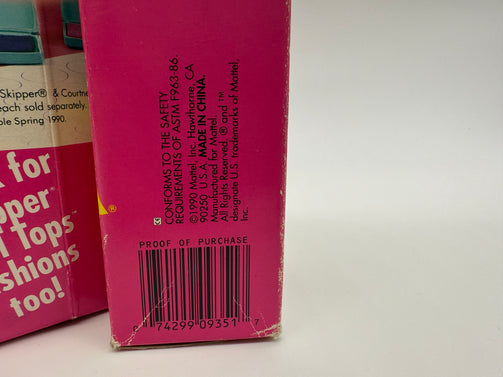 Skipper® & Courtne
each sold separately.
ble Spring 1990.
for
pper
Tops
shions
too!
®
CONFORMS TO THE SAFETY
REQUIREMENTS OF ASTM F963-86.
©1990 Mattel, Inc. Hawthorne, CA
90250 U.S.A. MADE IN CHINA.
Manufactured for Mattel.
All Rights Reserved. ® and ™
designate U.S. trademarks of Mattel,
Inc.
PROOF OF PURCHASE
0 74299 09351 7